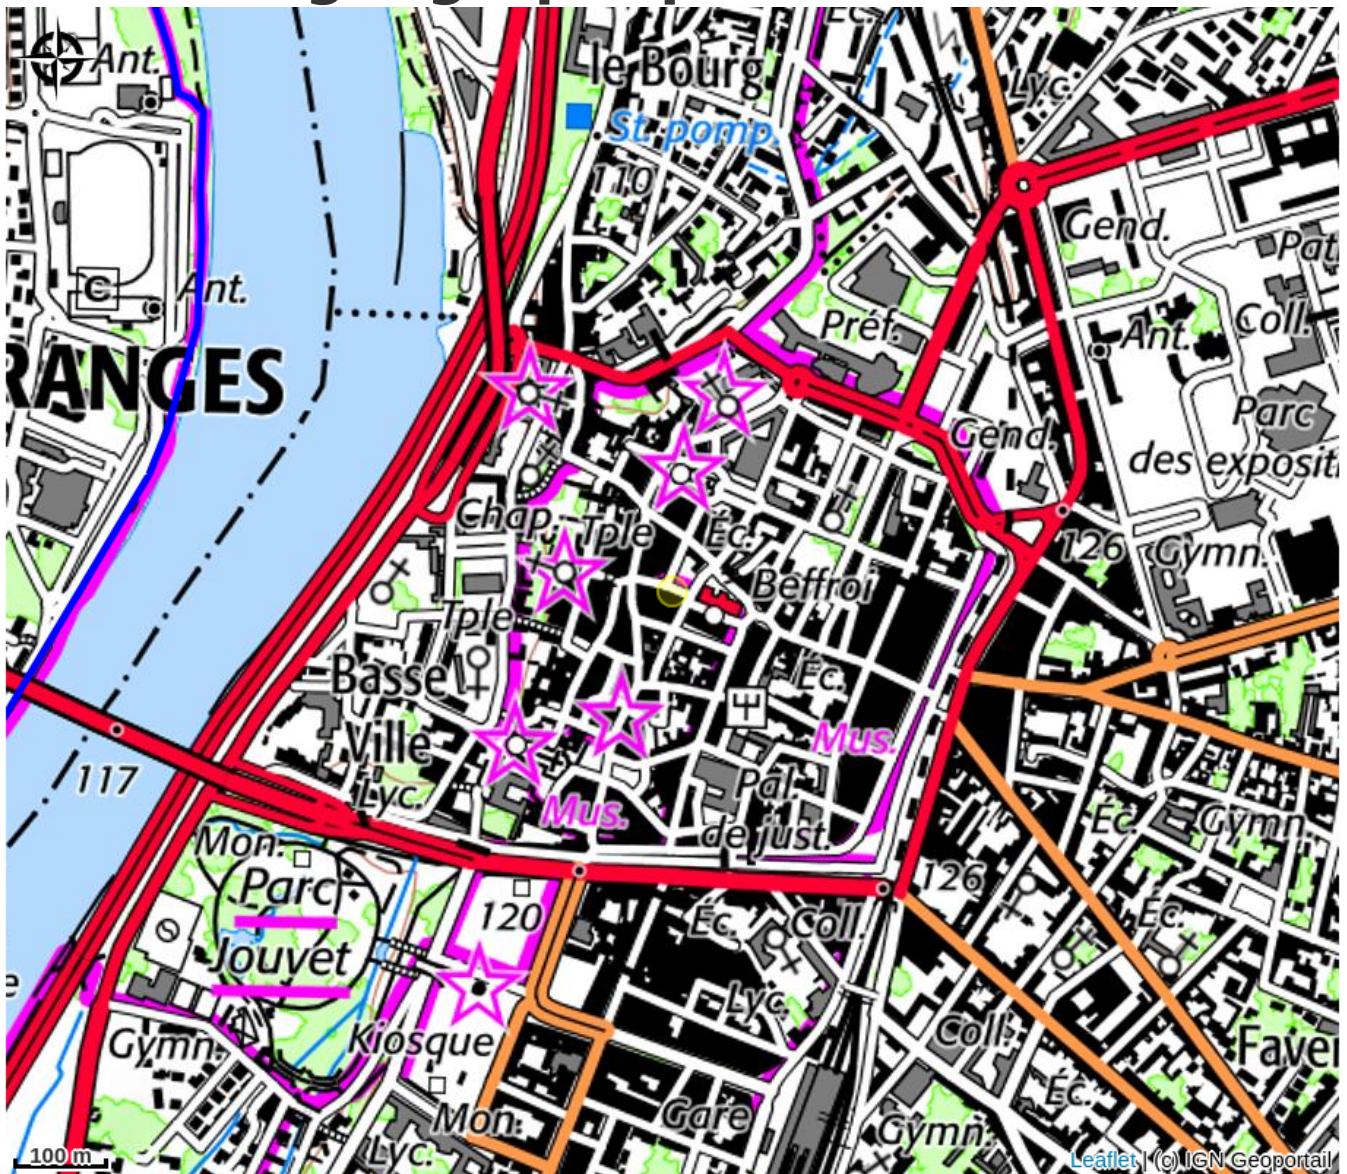 Ant.
Éc.
le Bourg
Lyc.
St. pomp.
110
Gend.
Pat
C
Ant.
Préf.
Ant.
Coll.
RANGES
Parc
des exposit
Gend.
Chap.
Tple
Éc.
126
Gymn.
Beffroi
Tple
Basse
Ville
Éc.
Mus.
117
Lyc.
Mus.
Pal.
de just.
Éc.
Gymn.
Mon.
Parc
126
120
Éc.
Coll.
Éc.
Jouvet
e
Lyc.
Gymn.
Kiosque
Coll.
Faver
Éc.
Mon.
Gare
Gymn.
Lyc.
100 m
Leaflet | (c) IGN Geoportail